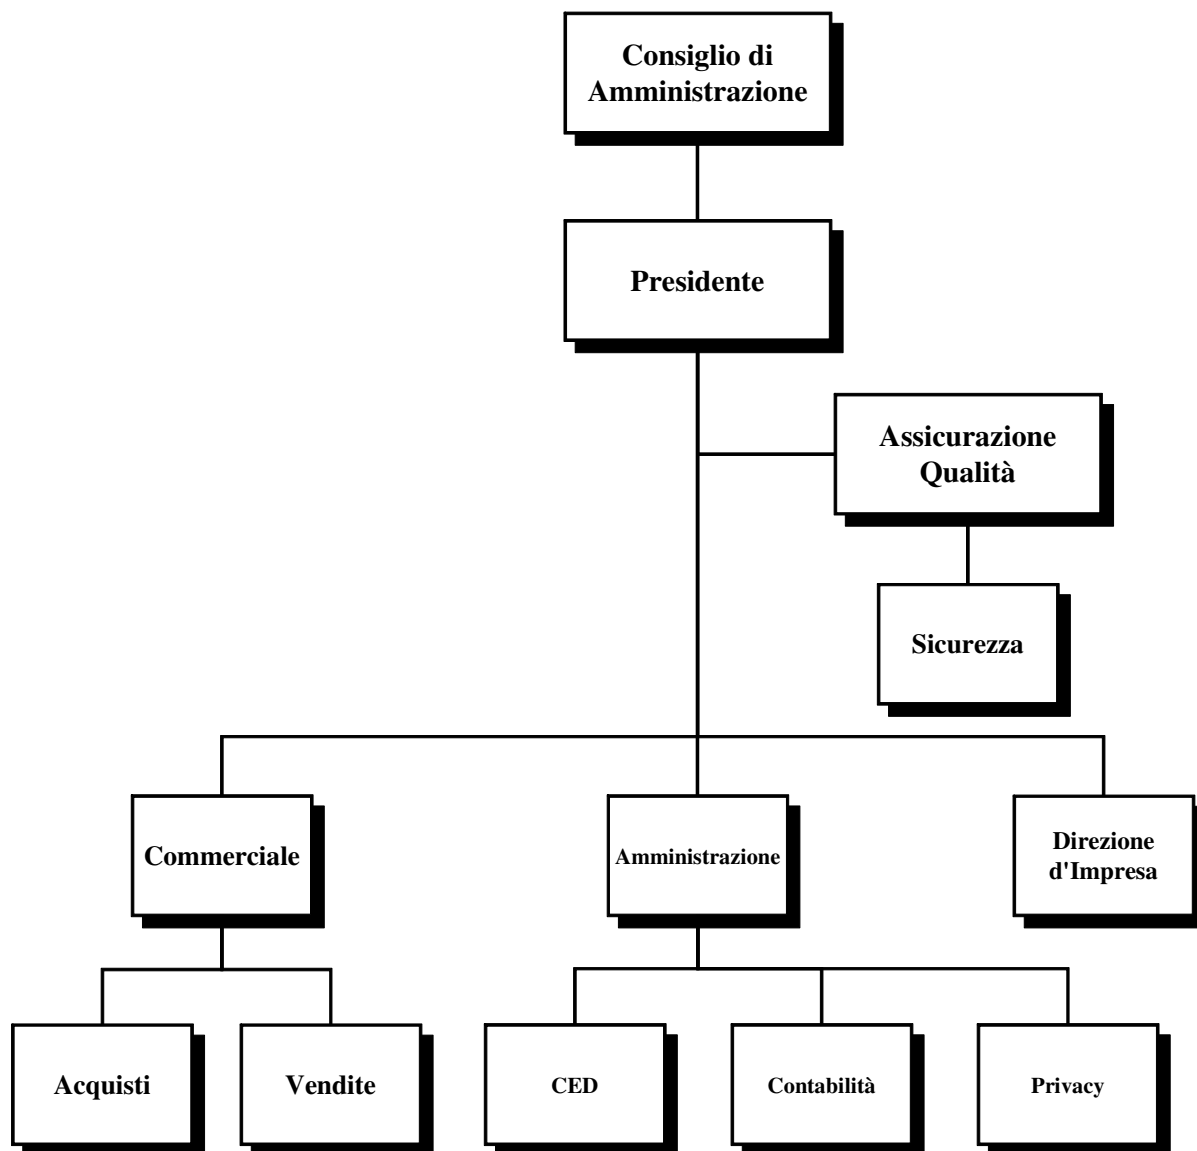 Consiglio di
Amministrazione
Presidente
Assicurazione
Qualità
Sicurezza
Commerciale
Amministrazione
Direzione
d'Impresa
Acquisti
Vendite
CED
Contabilità
Privacy